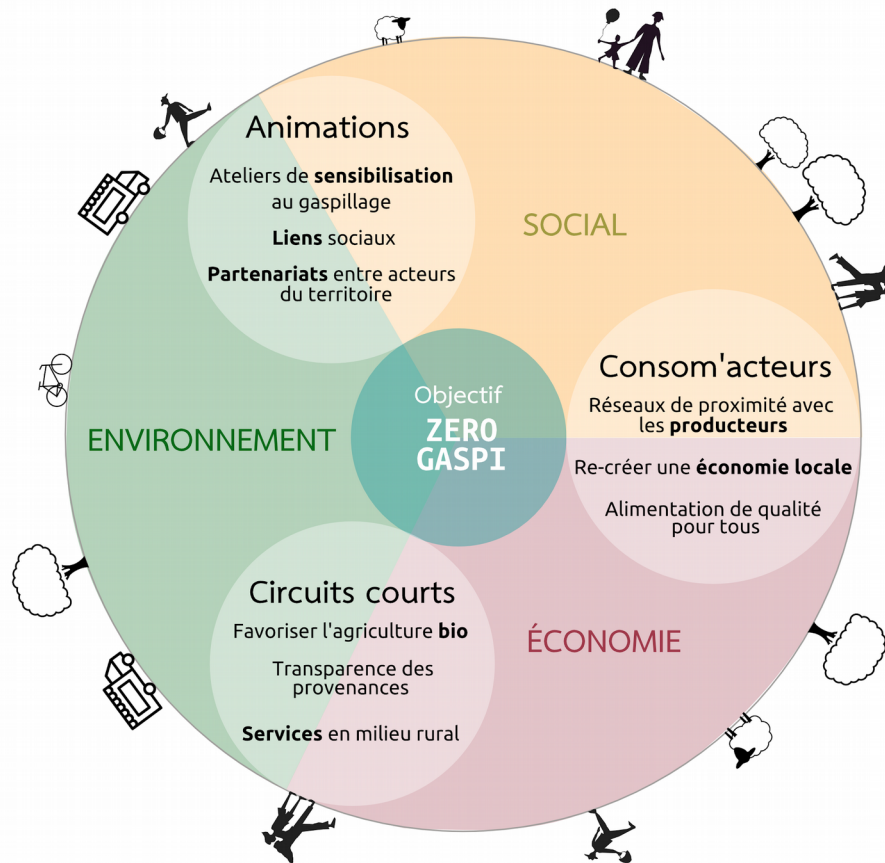 Animations
Ateliers de sensibilisation
au gaspillage
Liens sociaux
Partenariats entre acteurs
du territoire
SOCIAL
Consom'acteurs
Réseaux de proximité avec
les producteurs
Re-créer une économie locale
Alimentation de qualité
pour tous
Objectif
ZERO
GASPI
ENVIRONNEMENT
Circuits courts
Favoriser l'agriculture bio
Transparence des
provenances
Services en milieu rural
ÉCONOMIE